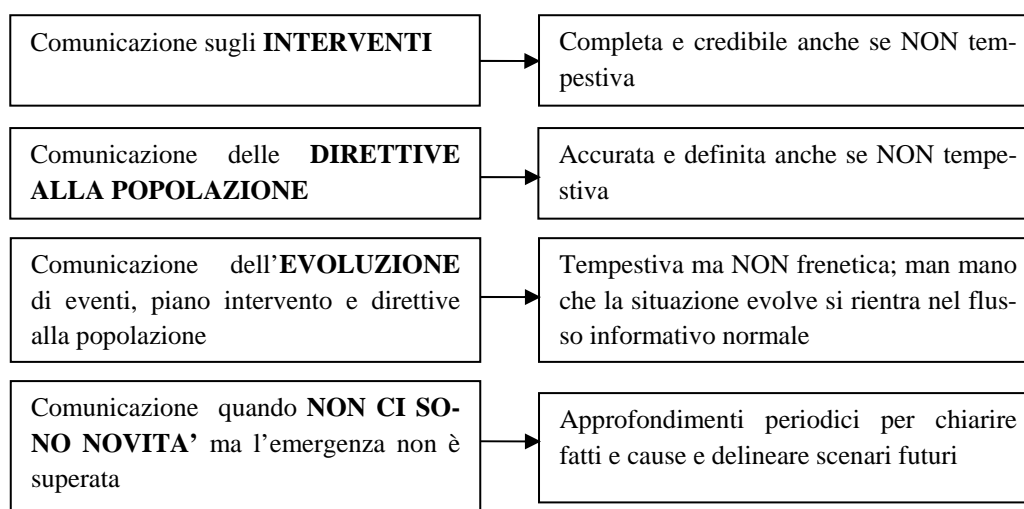 Comunicazione sugli INTERVENTI
Completa e credibile anche se NON tem-
pestiva
Comunicazione delle DIRETTIVE
ALLA POPOLAZIONE
Accurata e definita anche se NON tempe-
stiva
Comunicazione dell’EVOLUZIONE
di eventi, piano intervento e direttive
alla popolazione
Tempestiva ma NON frenetica; man mano
che la situazione evolve si rientra nel flus-
so informativo normale
Comunicazione quando NON CI SO-
NO NOVITA’ ma l’emergenza non è
superata
Approfondimenti periodici per chiarire
fatti e cause e delineare scenari futuri